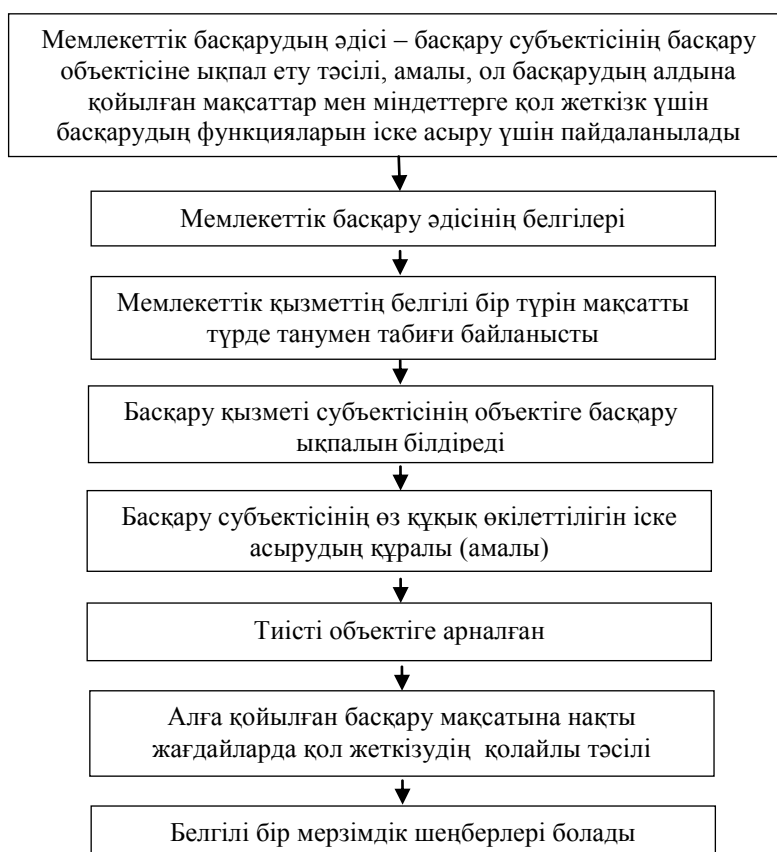 Мемлекеттік басқарудың әдісі – басқару субъектісінің басқару
объектісіне ықпал ету тәсілі, амалы, ол басқарудың алдына
қойылған мақсаттар мен міндеттерге қол жеткізк үшін
басқарудың функцияларын іске асыру үшін пайдаланылады
Мемлекеттік басқару әдісінің белгілері
Мемлекеттік қызметтің белгілі бір түрін мақсатты
түрде танумен табиғи байланысты
Басқару қызметі субъектісінің объектіге басқару
ықпалын білдіреді
Басқару субъектісінің өз құқық өкілеттілігін іске
асырудың құралы (амалы)
Тиісті объектіге арналған
Алға қойылған басқару мақсатына нақты
жағдайларда қол жеткізудің қолайлы тәсілі
Белгілі бір мерзімдік шеңберлері болады